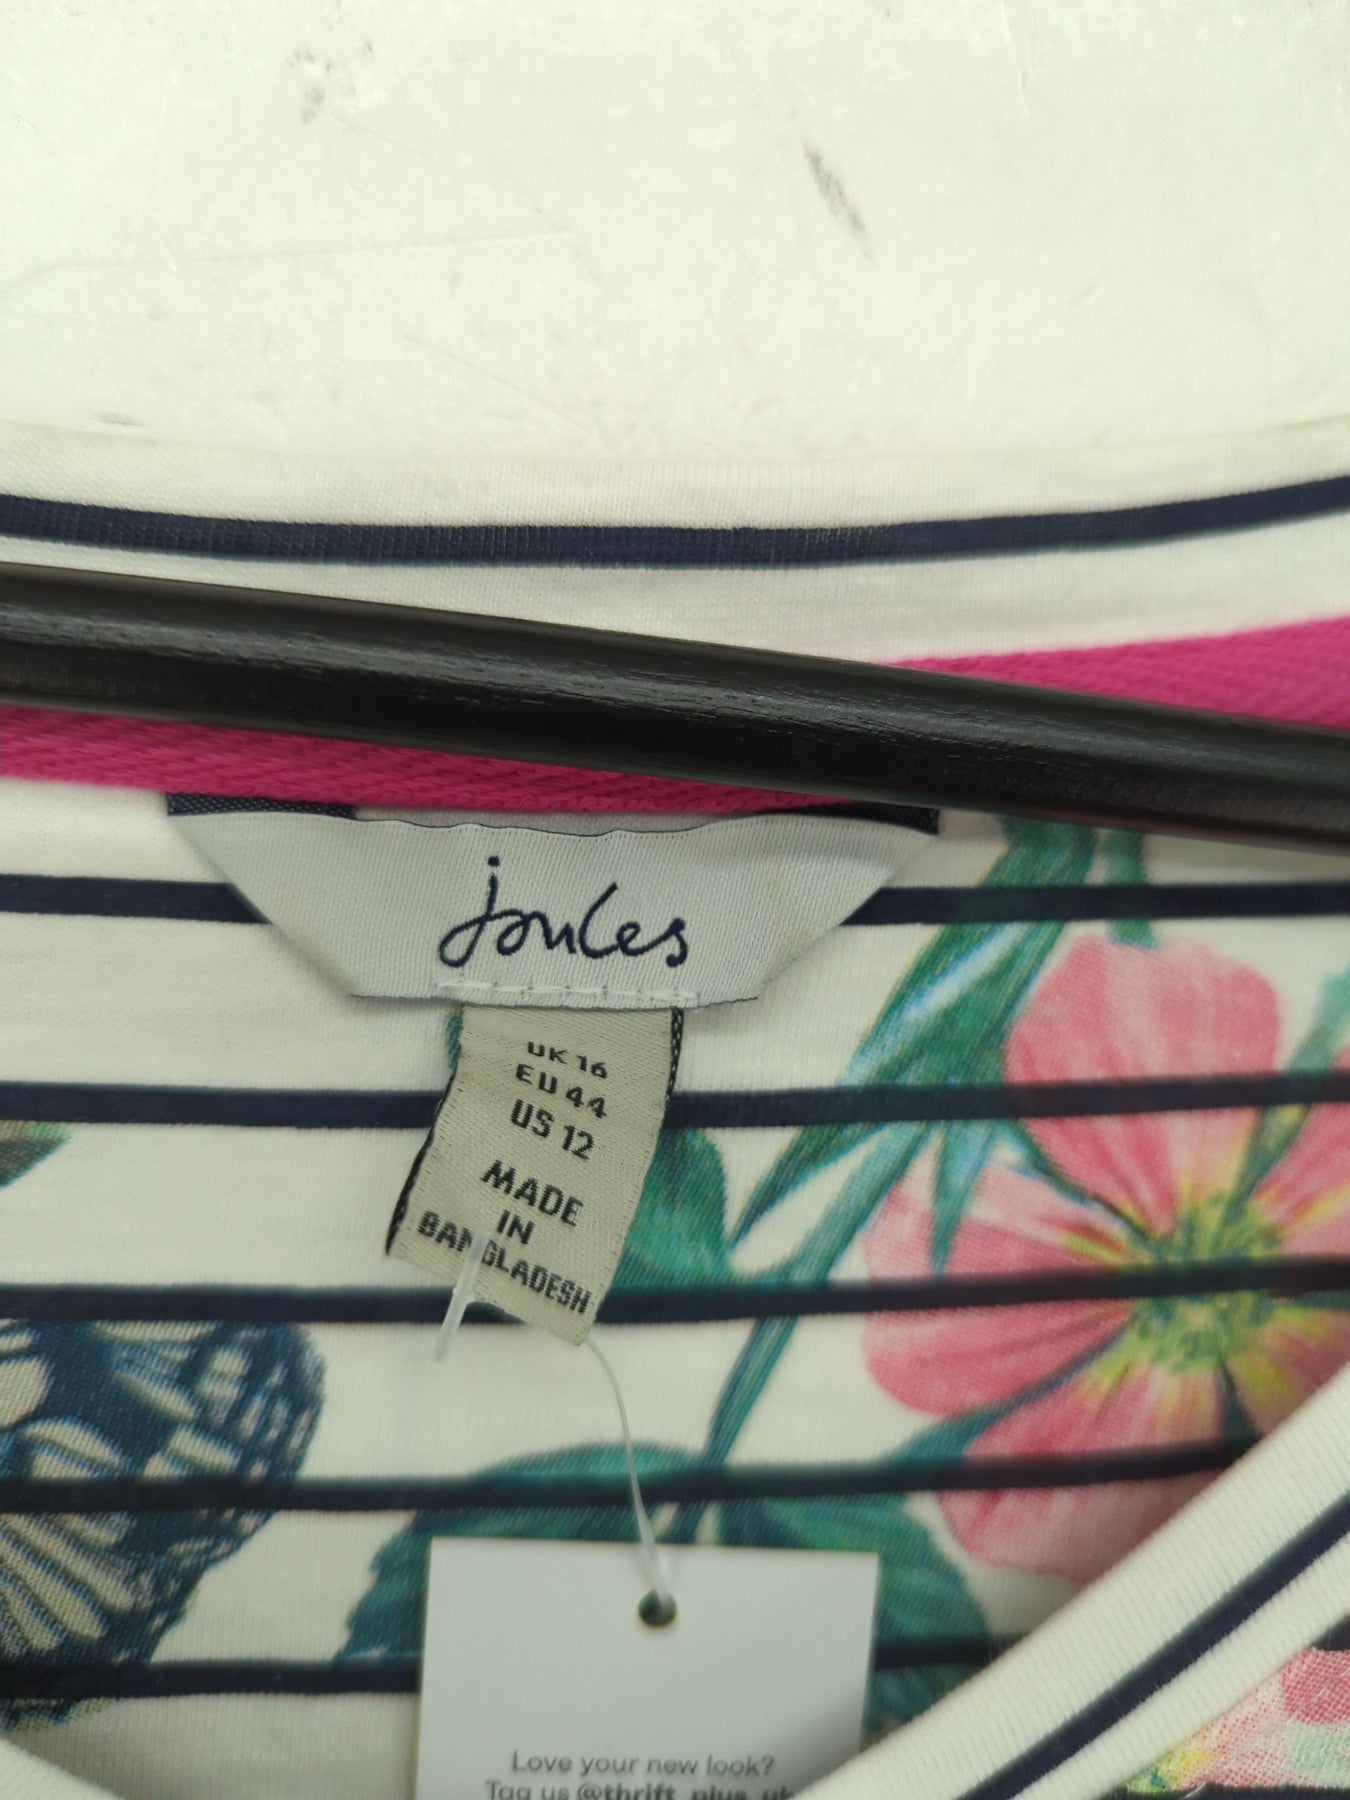 joules
UK 16
EU 44
US 12
MADE
IN
BANGLADESH
Love your new look?
Tag us @thrift_plus_uk